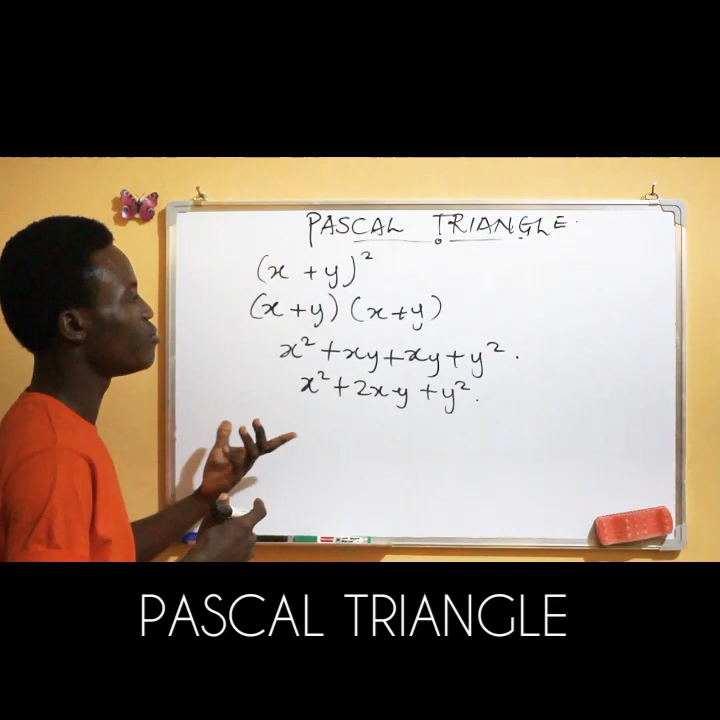 PASCAL TRIANGLE.
(x + y)²
(x + y) (x + y)
x² + xy + xy + y².
x² + 2xy + y².
PASCAL TRIANGLE